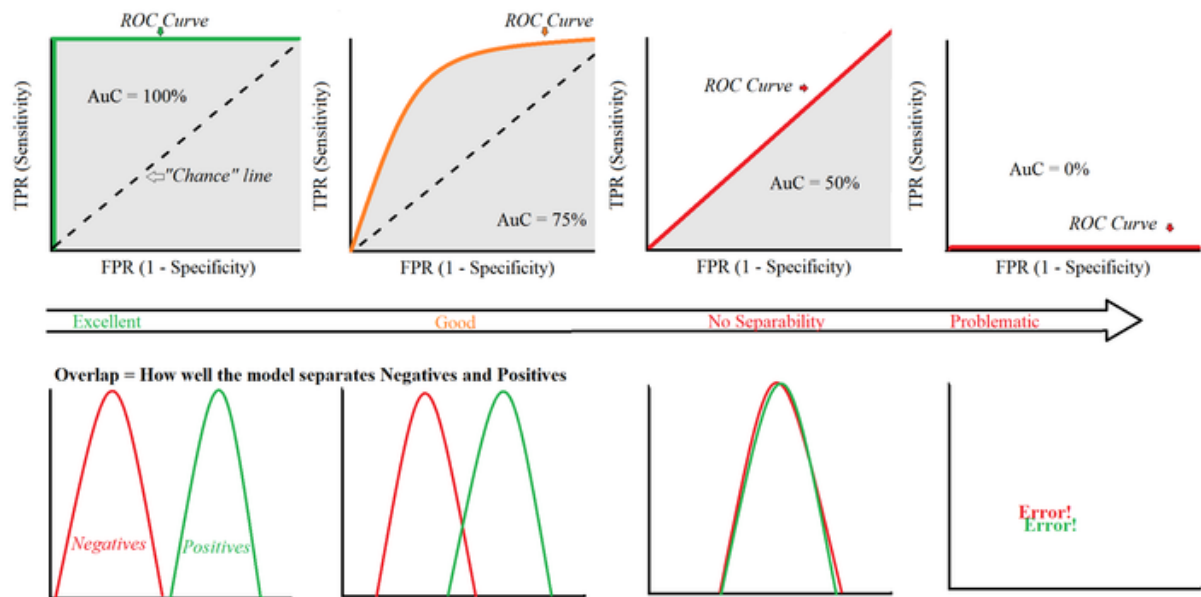 ROC Curve
TPR (Sensitivity)
AuC = 100%
"Chance" line
FPR (1 - Specificity)
ROC Curve
TPR (Sensitivity)
AuC = 75%
FPR (1 - Specificity)
TPR (Sensitivity)
ROC Curve
AuC = 50%
FPR (1 - Specificity)
TPR (Sensitivity)
AuC = 0%
ROC Curve
FPR (1 - Specificity)
Excellent
Good
No Separability
Problematic
Overlap = How well the model separates Negatives and Positives
Negatives
Positives
Error!
Error!